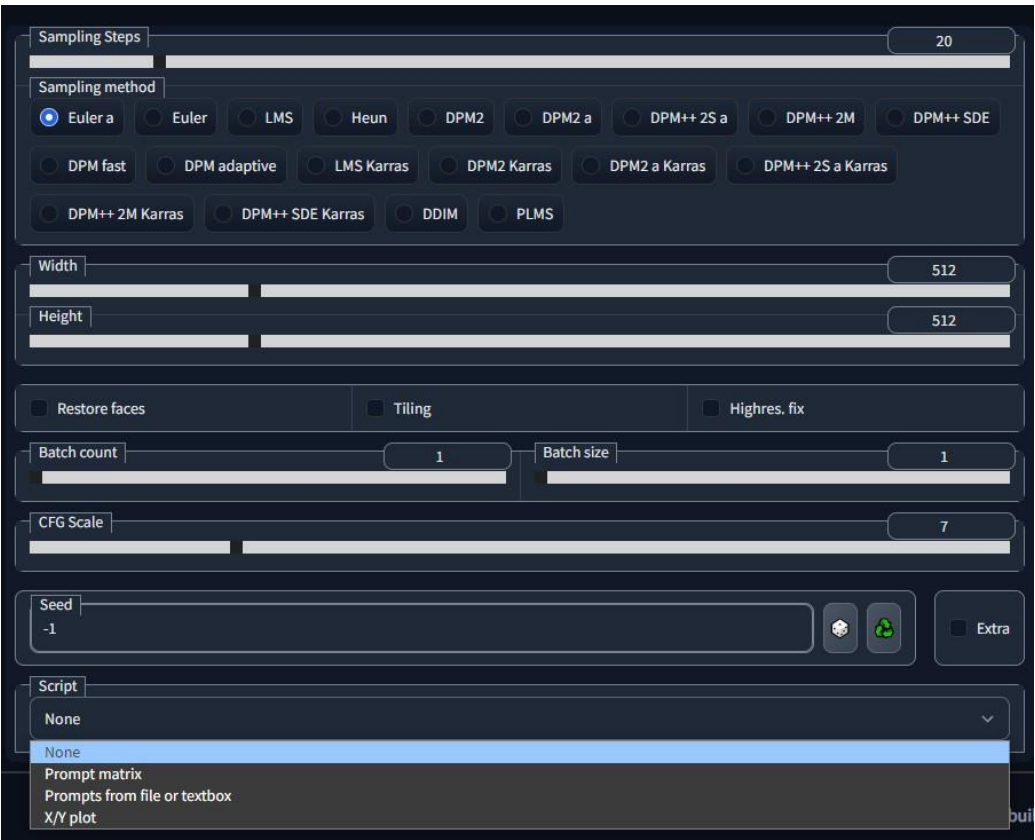 Sampling Steps 20
Sampling method
Euler a Euler LMS Heun DPM2 DPM2 a DPM++ 2S a DPM++ 2M DPM++ SDE
DPM fast DPM adaptive LMS Karras DPM2 Karras DPM2 a Karras DPM++ 2S a Karras
DPM++ 2M Karras DPM++ SDE Karras DDIM PLMS
Width 512
Height 512
Restore faces Tiling Highres. fix
Batch count 1 Batch size 1
CFG Scale 7
Seed
-1
Extra
Script
None
None
Prompt matrix
Prompts from file or textbox
X/Y plot